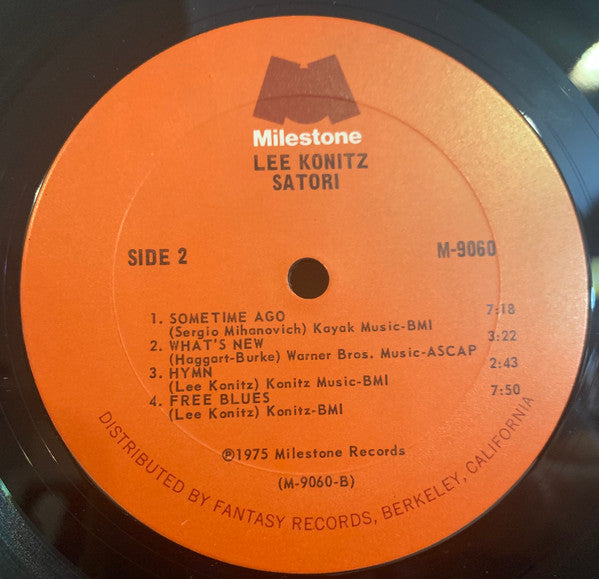 Milestone
LEE KONITZ
SATORI
SIDE 2
M-9060
1. SOMETIME AGO 7:18
(Sergio Mihanovich) Kayak Music-BMI
2. WHAT'S NEW 3:22
(Haggart-Burke) Warner Bros. Music-ASCAP
3. HYMN 2:43
(Lee Konitz) Konitz Music-BMI
4. FREE BLUES 7:50
(Lee Konitz) Konitz-BMI
℗1975 Milestone Records
(M-9060-B)
DISTRIBUTED BY FANTASY RECORDS, BERKELEY, CALIFORNIA